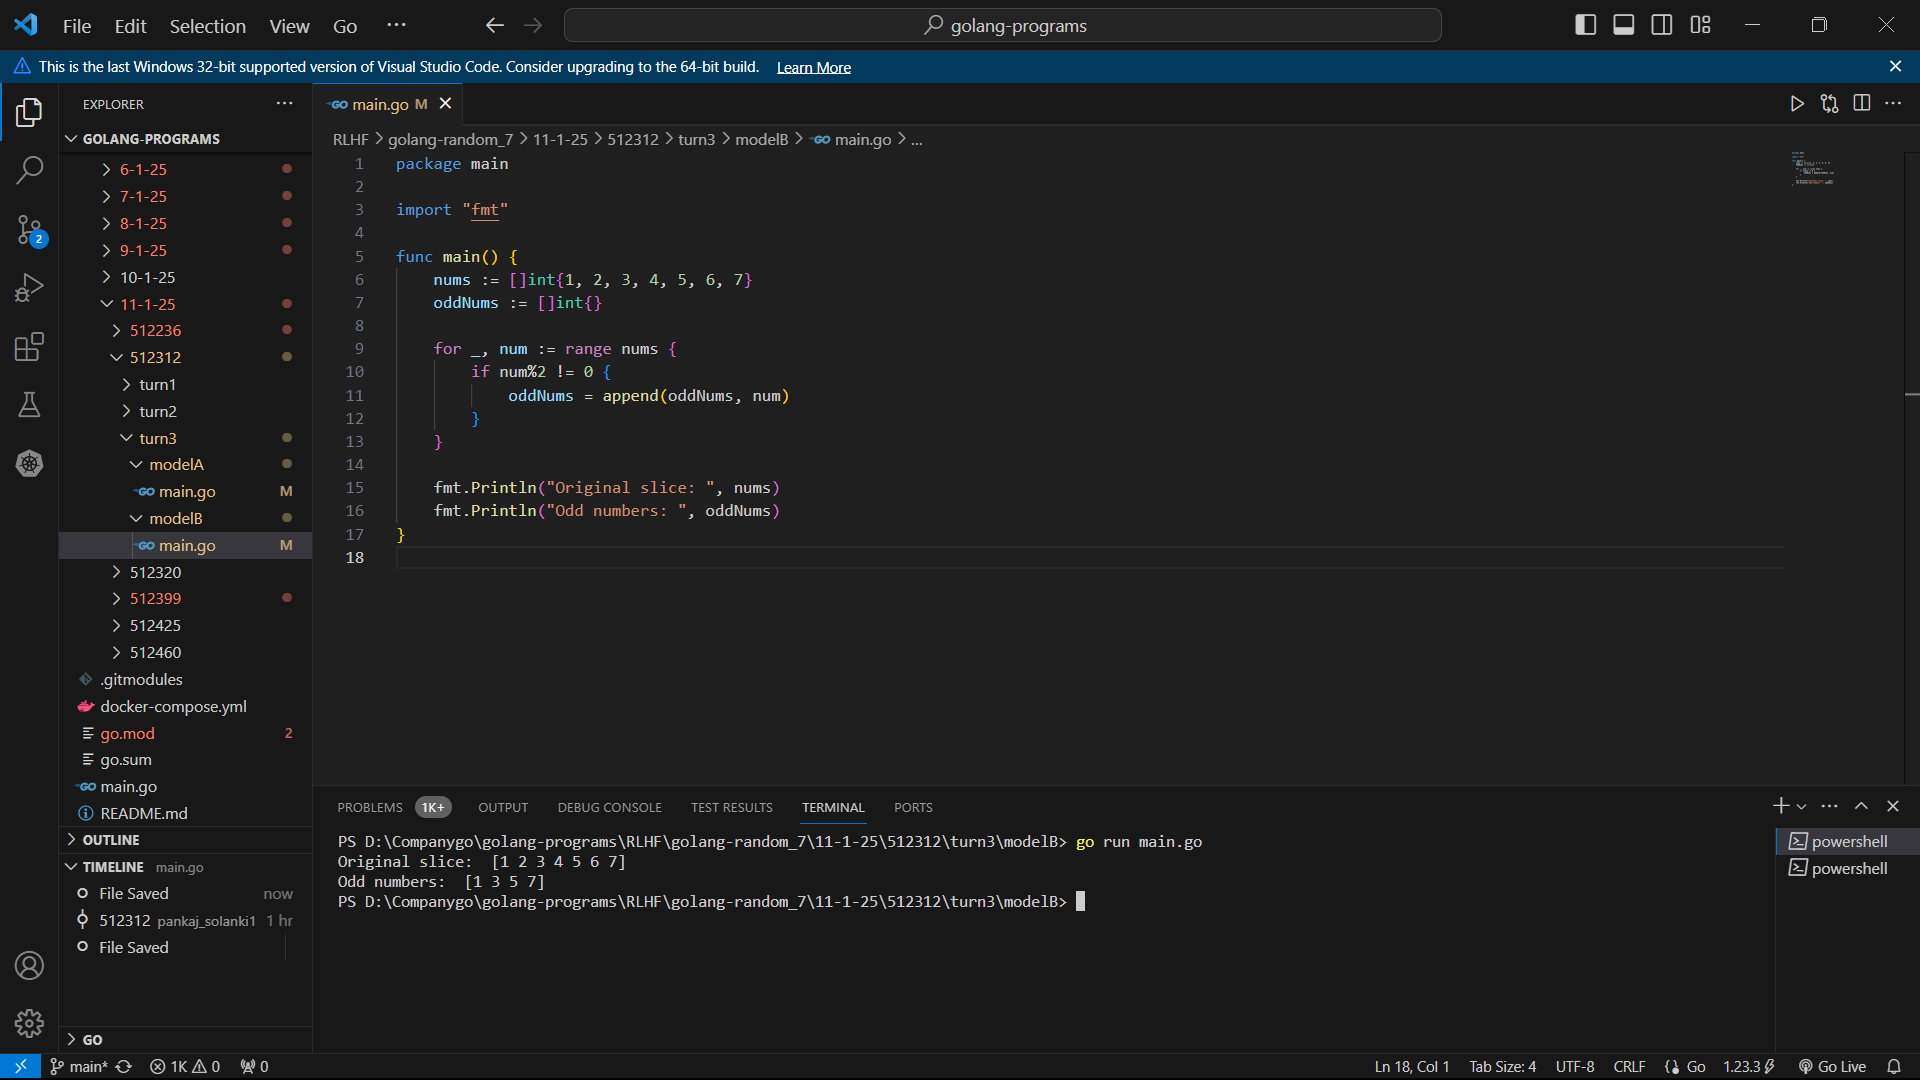 File Edit Selection View Go ···
golang-programs
This is the last Windows 32-bit supported version of Visual Studio Code. Consider upgrading to the 64-bit build. Learn More
EXPLORER
GOLANG-PROGRAMS
6-1-25
7-1-25
8-1-25
9-1-25
10-1-25
11-1-25
512236
512312
turn1
turn2
turn3
modelA
main.go M
modelB
main.go M
512320
512399
512425
512460
.gitmodules
docker-compose.yml
go.mod 2
go.sum
main.go
README.md
OUTLINE
TIMELINE main.go
File Saved now
512312 pankaj_solanki1 1 hr
File Saved
GO
2
main.go M
RLHF > golang-random_7 > 11-1-25 > 512312 > turn3 > modelB > main.go > ...
1 package main
2
3 import "fmt"
4
5 func main() {
6 nums := []int{1, 2, 3, 4, 5, 6, 7}
7 oddNums := []int{}
8
9 for _, num := range nums {
10 if num%2 != 0 {
11 oddNums = append(oddNums, num)
12 }
13 }
14
15 fmt.Println("Original slice: ", nums)
16 fmt.Println("Odd numbers: ", oddNums)
17 }
18
PROBLEMS 1K+ OUTPUT DEBUG CONSOLE TEST RESULTS TERMINAL PORTS
PS D:\Companygo\golang-programs\RLHF\golang-random_7\11-1-25\512312\turn3\modelB> go run main.go
Original slice:  [1 2 3 4 5 6 7]
Odd numbers:  [1 3 5 7]
PS D:\Companygo\golang-programs\RLHF\golang-random_7\11-1-25\512312\turn3\modelB>
powershell
powershell
main* 1K 0 0
Ln 18, Col 1 Tab Size: 4 UTF-8 CRLF Go 1.23.3 Go Live